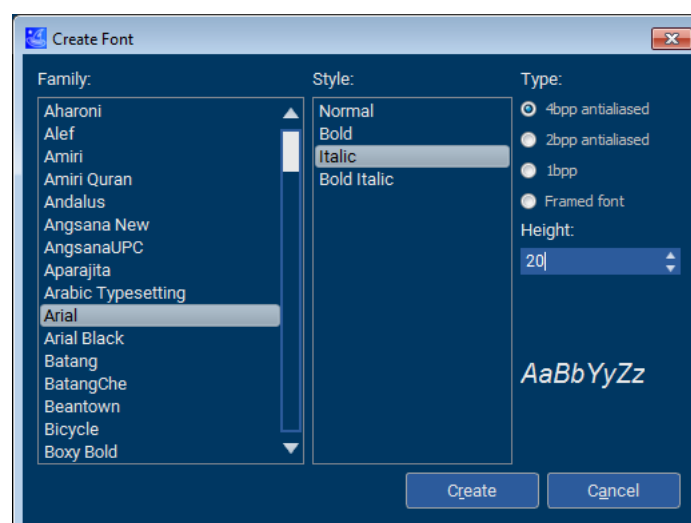 Create Font
Family:
Aharoni
Alef
Amiri
Amiri Quran
Andalus
Angsana New
AngsanaUPC
Aparajita
Arabic Typesetting
Arial
Arial Black
Batang
BatangChe
Beantown
Bicycle
Boxy Bold
Style:
Normal
Bold
Italic
Bold Italic
Type:
4bpp antialiased
2bpp antialiased
1bpp
Framed font
Height:
20
AaBbYyZz
Create
Cancel